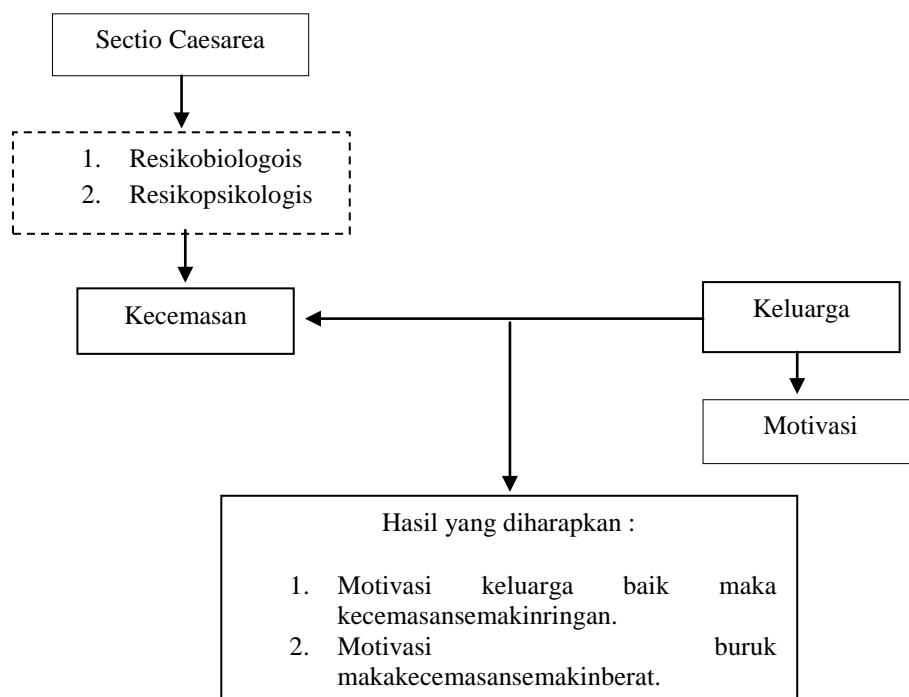 Sectio Caesarea
1. Resikobiologois
2. Resikopsikologis
Kecemasan
Keluarga
Motivasi
Hasil yang diharapkan :
1. Motivasi keluarga baik maka
kecemasansemakinringan.
2. Motivasi buruk
makakecemasansemakinberat.